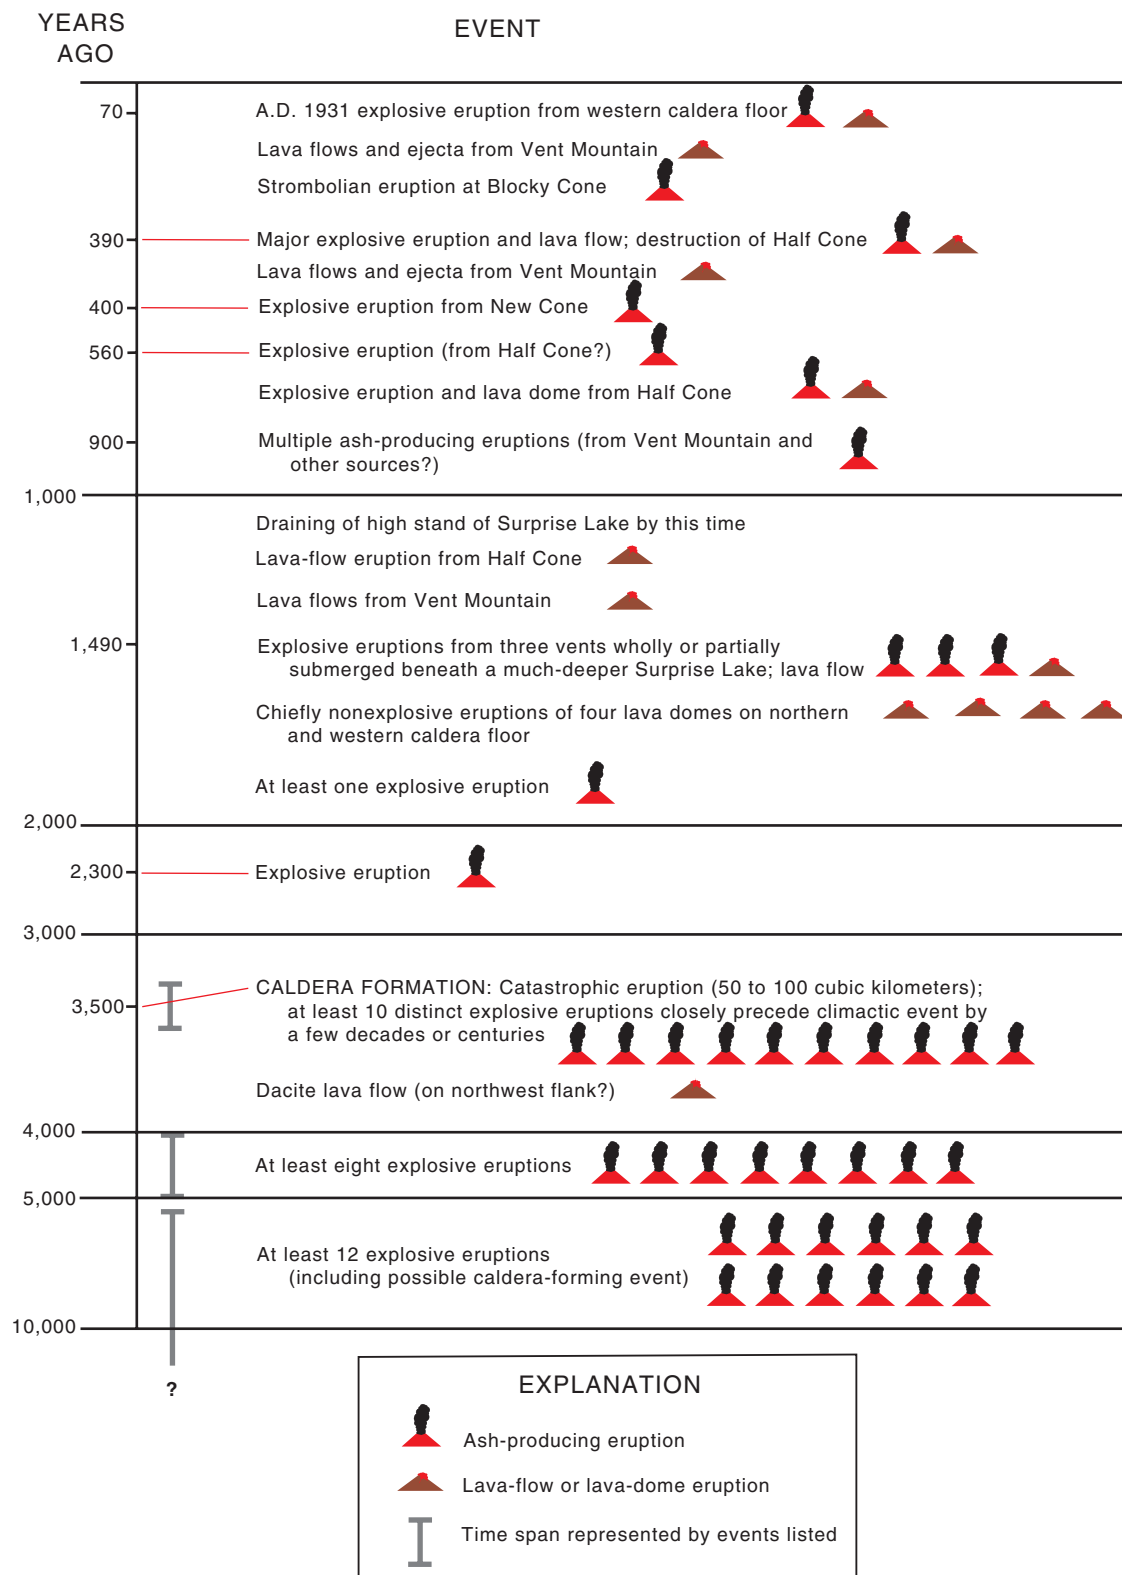 YEARS
AGO
EVENT
70
A.D. 1931 explosive eruption from western caldera floor
Lava flows and ejecta from Vent Mountain
Strombolian eruption at Blocky Cone
390
Major explosive eruption and lava flow; destruction of Half Cone
Lava flows and ejecta from Vent Mountain
400
Explosive eruption from New Cone
560
Explosive eruption (from Half Cone?)
Explosive eruption and lava dome from Half Cone
900
Multiple ash-producing eruptions (from Vent Mountain and
other sources?)
1,000
Draining of high stand of Surprise Lake by this time
Lava-flow eruption from Half Cone
Lava flows from Vent Mountain
1,490
Explosive eruptions from three vents wholly or partially
submerged beneath a much-deeper Surprise Lake; lava flow
Chiefly nonexplosive eruptions of four lava domes on northern
and western caldera floor
At least one explosive eruption
2,000
2,300
Explosive eruption
3,000
CALDERA FORMATION: Catastrophic eruption (50 to 100 cubic kilometers);
3,500
at least 10 distinct explosive eruptions closely precede climactic event by
a few decades or centuries
Dacite lava flow (on northwest flank?)
4,000
At least eight explosive eruptions
5,000
At least 12 explosive eruptions
(including possible caldera-forming event)
10,000
?
EXPLANATION
Ash-producing eruption
Lava-flow or lava-dome eruption
Time span represented by events listed